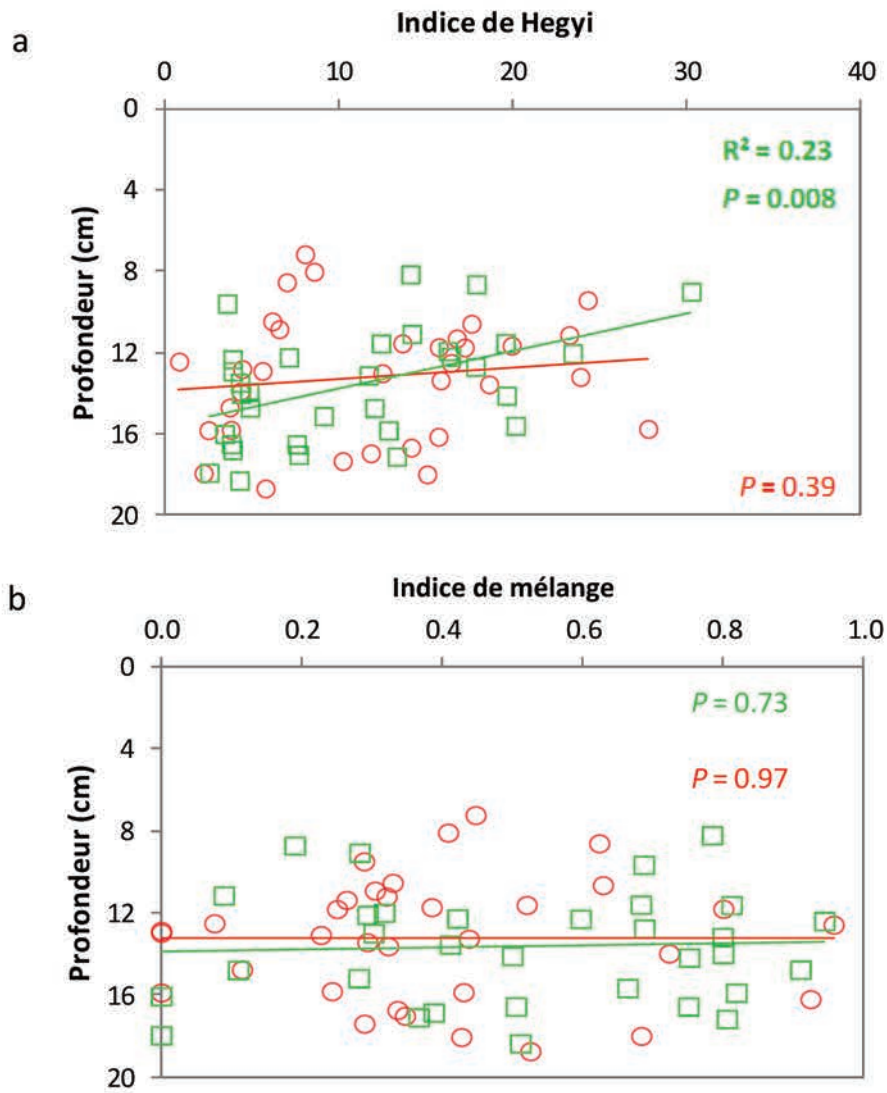 a
Indice de Hegyi
0 10 20 30 40
Profondeur (cm)
0
4
8
12
16
20
R² = 0.23
P = 0.008
P = 0.39
b
Indice de mélange
0.0 0.2 0.4 0.6 0.8 1.0
Profondeur (cm)
0
4
8
12
16
20
P = 0.73
P = 0.97